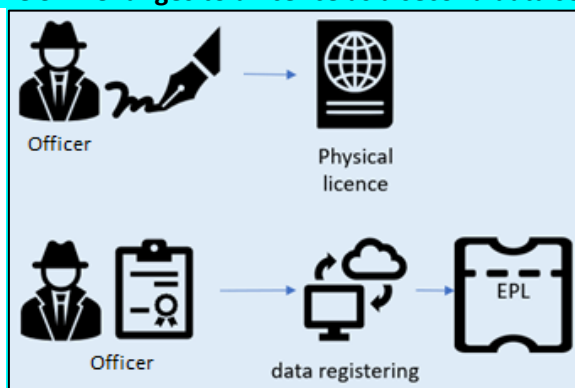 Officer
Physical
licence
EPL
Officer
data registering